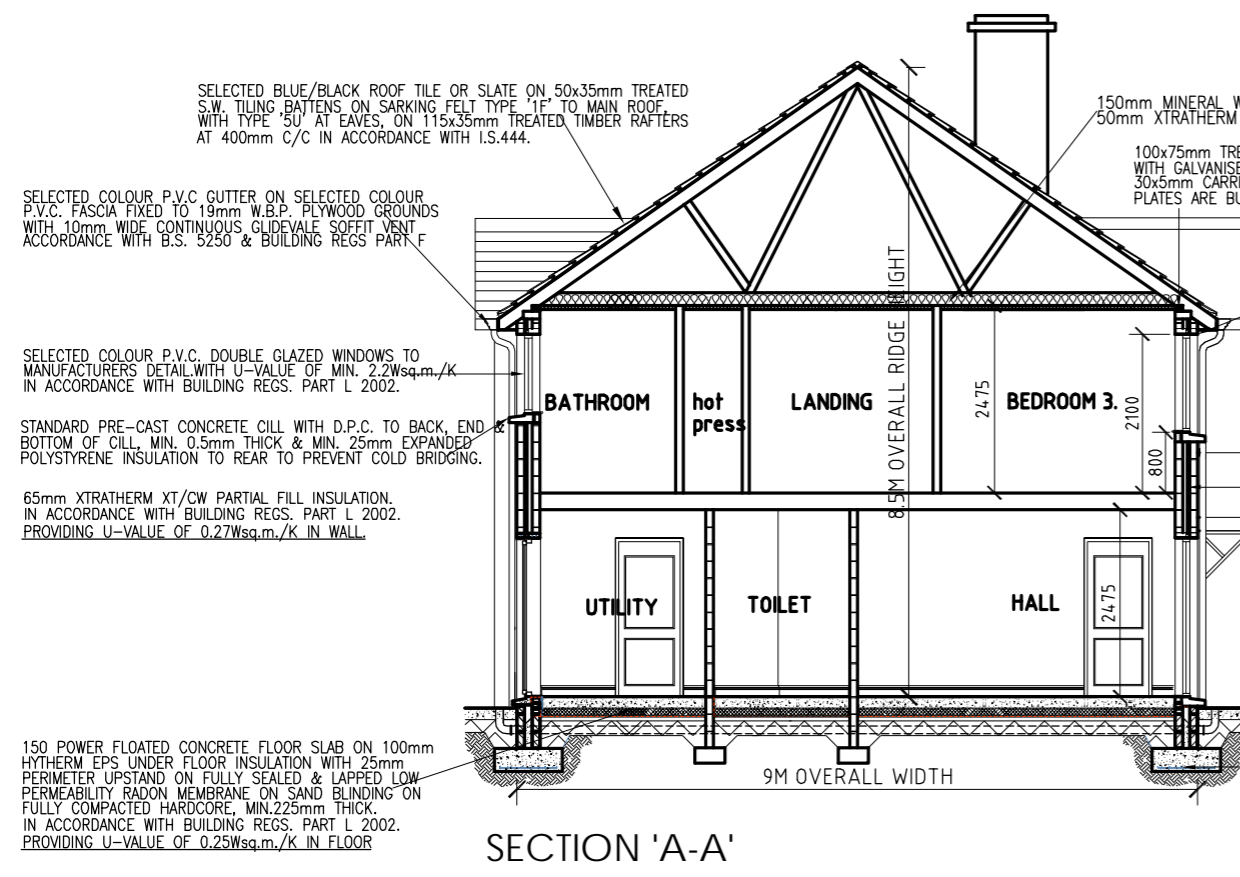 SELECTED BLUE/BLACK ROOF TILE OR SLATE ON 50x35mm TREATED
S.W. TILING BATTENS ON SARKING FELT TYPE '1F' TO MAIN ROOF,
WITH TYPE '5U' AT EAVES, ON 115x35mm TREATED TIMBER RAFTERS
AT 400mm C/C IN ACCORDANCE WITH I.S.444.
150mm MINERAL W
50mm XTRATHERM
100x75mm TRE
WITH GALVANISE
30x5mm CARRI
PLATES ARE BU
SELECTED COLOUR P.V.C GUTTER ON SELECTED COLOUR
P.V.C. FASCIA FIXED TO 19mm W.B.P. PLYWOOD GROUNDS
WITH 10mm WIDE CONTINUOUS GLIDEVALE SOFFIT VENT
ACCORDANCE WITH B.S. 5250 & BUILDING REGS PART F
SELECTED COLOUR P.V.C. DOUBLE GLAZED WINDOWS TO
MANUFACTURERS DETAIL.WITH U-VALUE OF MIN. 2.2Wsq.m./K
IN ACCORDANCE WITH BUILDING REGS. PART L 2002.
STANDARD PRE-CAST CONCRETE CILL WITH D.P.C. TO BACK, END &
BOTTOM OF CILL, MIN. 0.5mm THICK & MIN. 25mm EXPANDED
POLYSTYRENE INSULATION TO REAR TO PREVENT COLD BRIDGING.
65mm XTRATHERM XT/CW PARTIAL FILL INSULATION.
IN ACCORDANCE WITH BUILDING REGS. PART L 2002.
PROVIDING U-VALUE OF 0.27Wsq.m./K IN WALL.
BATHROOM
hot
press
LANDING
BEDROOM 3.
8.5M OVERALL RIDGE HEIGHT
2475
2100
800
UTILITY
TOILET
HALL
2475
150 POWER FLOATED CONCRETE FLOOR SLAB ON 100mm
HYTHERM EPS UNDER FLOOR INSULATION WITH 25mm
PERIMETER UPSTAND ON FULLY SEALED & LAPPED LOW
PERMEABILITY RADON MEMBRANE ON SAND BLINDING ON
FULLY COMPACTED HARDCORE, MIN.225mm THICK.
IN ACCORDANCE WITH BUILDING REGS. PART L 2002.
PROVIDING U-VALUE OF 0.25Wsq.m./K IN FLOOR
9M OVERALL WIDTH
SECTION 'A-A'